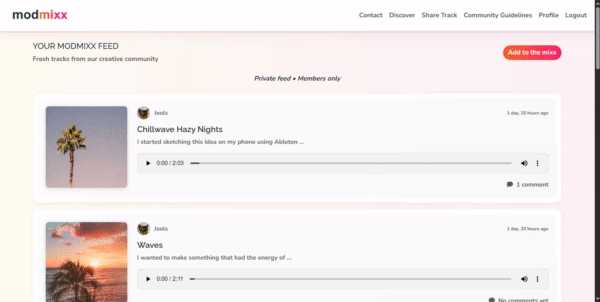 modmixx
Contact Discover Share Track Community Guidelines Profile Logout
YOUR MODMIXX FEED
Fresh tracks from our creative community
Add to the mixx
Private feed • Members only
Jools
1 day, 20 hours ago
Chillwave Hazy Nights
I started sketching this idea on my phone using Ableton ...
0:00 / 2:03
1 comment
Jools
1 day, 20 hours ago
Waves
I wanted to make something that had the energy of ...
0:00 / 2:11
No comments yet